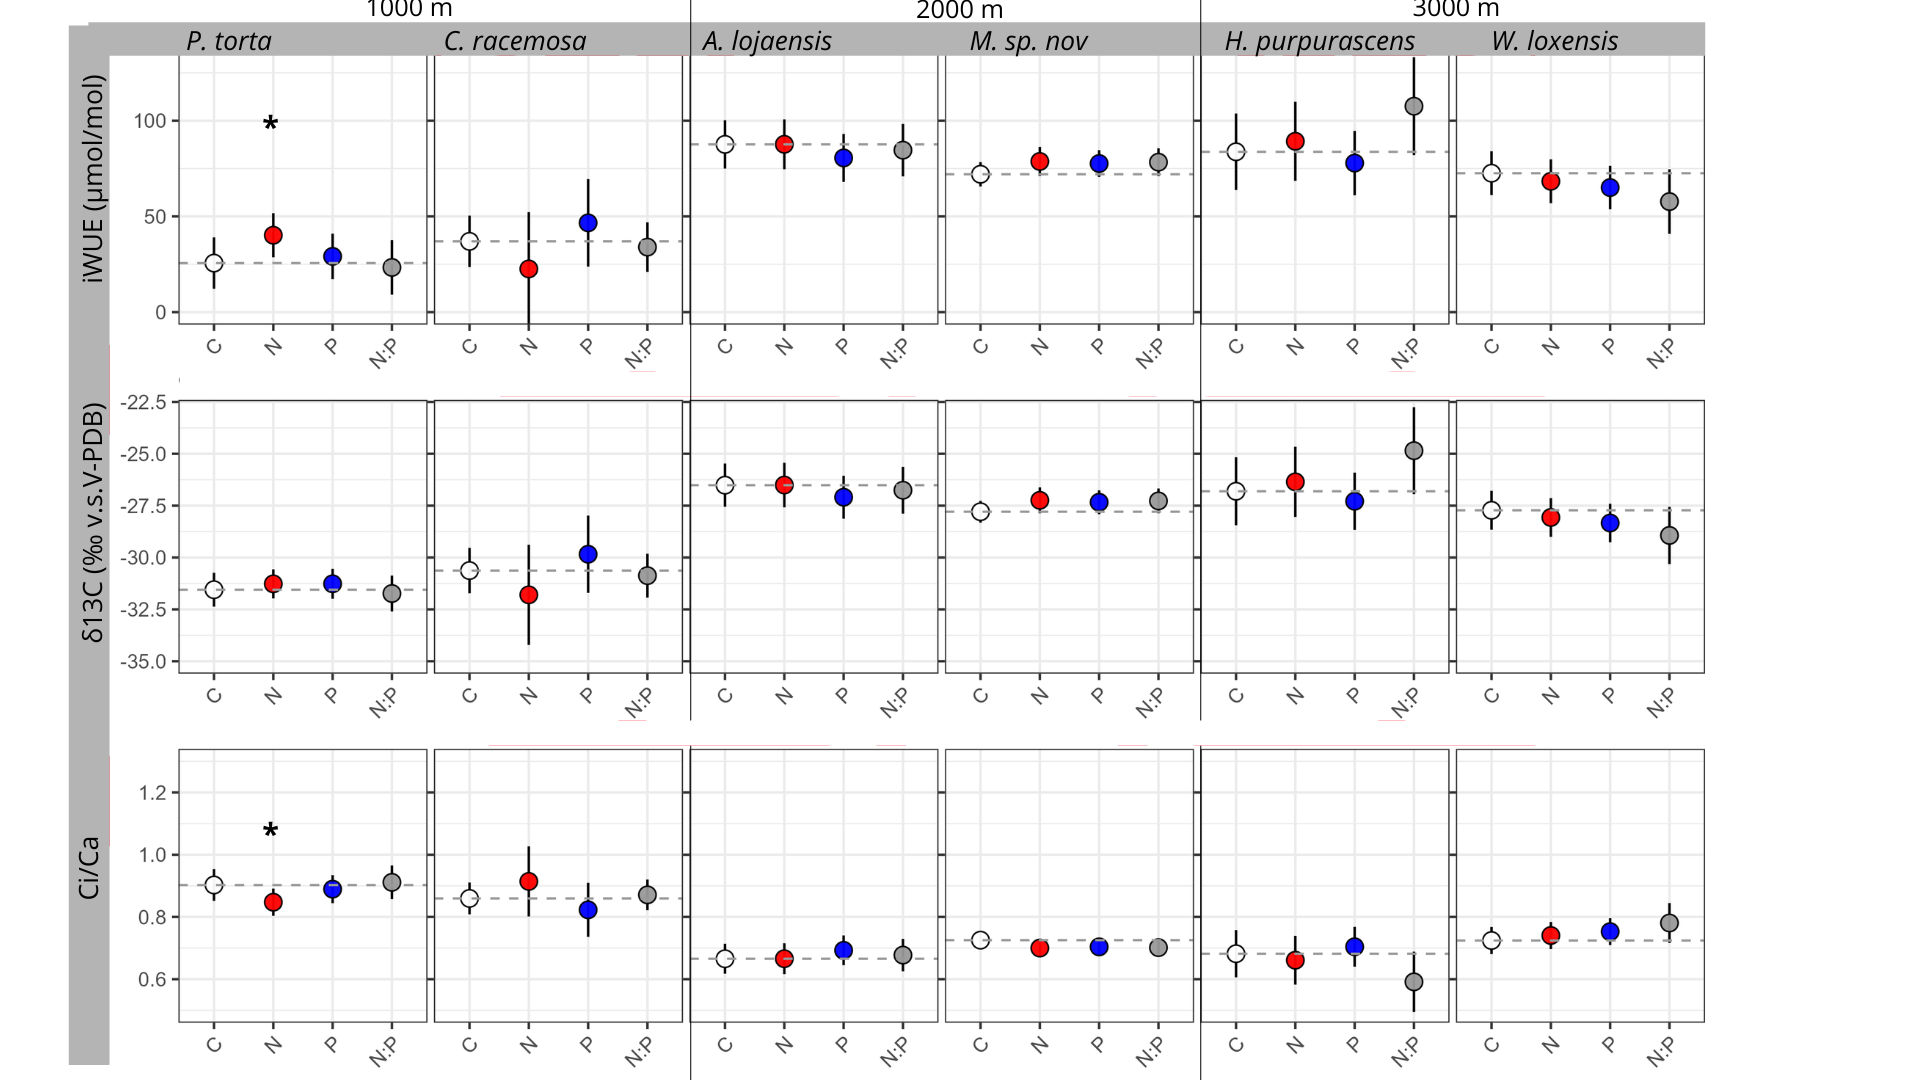 1000 m 2000 m 3000 m
P. torta C. racemosa A. lojaensis M. sp. nov H. purpurascens W. loxensis
iWUE (µmol/mol)
100
*
50
0
C N P N:P C N P N:P C N P N:P C N P N:P C N P N:P C N P N:P
δ13C (‰ v.s.V-PDB)
-22.5
-25.0
-27.5
-30.0
-32.5
-35.0
C N P N:P C N P N:P C N P N:P C N P N:P C N P N:P C N P N:P
Ci/Ca
1.2
*
1.0
0.8
0.6
C N P N:P C N P N:P C N P N:P C N P N:P C N P N:P C N P N:P